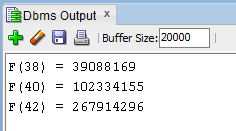 Dbms Output
Buffer Size: 20000
F(38) = 39088169
F(40) = 102334155
F(42) = 267914296